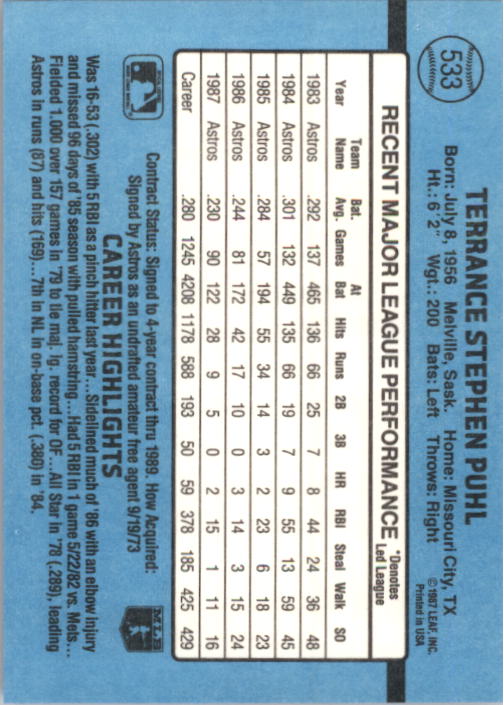 533
TERRANCE STEPHEN PUHL
Born: July 8, 1956 Melville, Sask. Home: Missouri City, TX
Ht.: 6'2" Wgt.: 200 Bats: Left Throws: Right
©1987 LEAF, INC.
Printed in USA
RECENT MAJOR LEAGUE PERFORMANCE
*Denotes
Led League
Year Team Name Bat. Avg. Games At Bat Hits Runs 2B 3B HR RBI Steal Walk SO
1983 Astros .292 137 465 136 66 25 7 8 44 24 36 48
1984 Astros .301 132 449 135 66 19 7 9 55 13 59 45
1985 Astros .284 57 194 55 34 14 3 2 23 6 18 23
1986 Astros .244 81 172 42 17 10 0 3 14 3 15 24
1987 Astros .230 90 122 28 9 5 0 2 15 1 11 16
Career .280 1245 4208 1178 588 193 50 59 378 185 425 429
Contract Status: Signed to 4-year contract thru 1989. How Acquired:
Signed by Astros as an undrafted amateur free agent 9/19/73
MLB
CAREER HIGHLIGHTS
Was 16-53 (.302) with 5 RBI as a pinch hitter last year...Sidelined much of '86 with an elbow injury
and missed 96 days of '85 season with pulled hamstring...Had 5 RBI in 1 game 5/22/82 vs. Mets...
Fielded 1.000 over 157 games in '79 to tie maj. lg. record for OF...All Star in '78 (.289), leading
Astros in runs (87) and hits (169)...7th in NL in on-base pct. (.380) in '84.